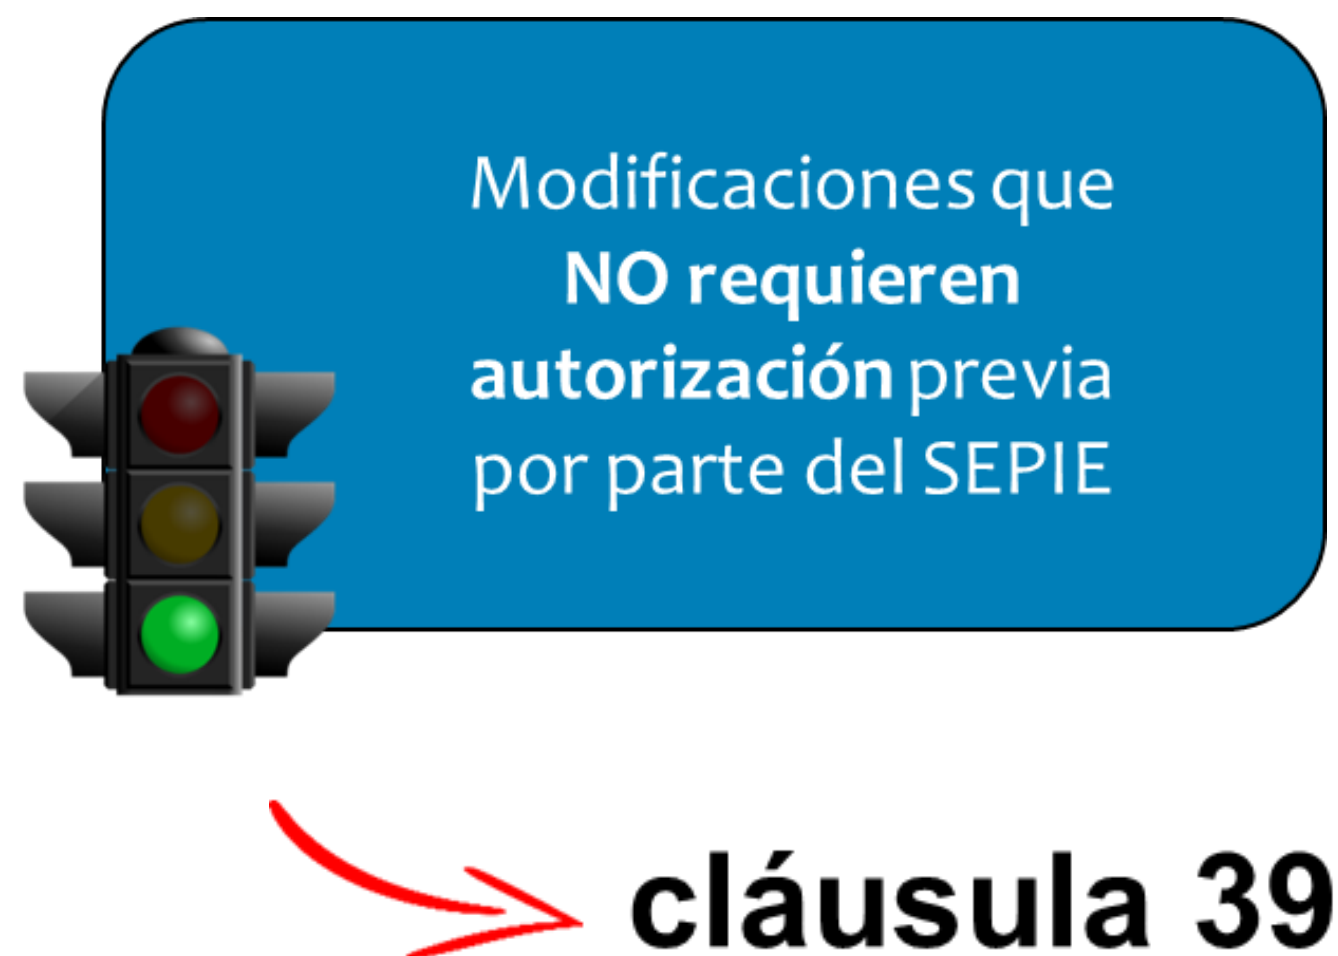 Modificaciones que
NO requieren
autorización previa
por parte del SEPIE
cláusula 39